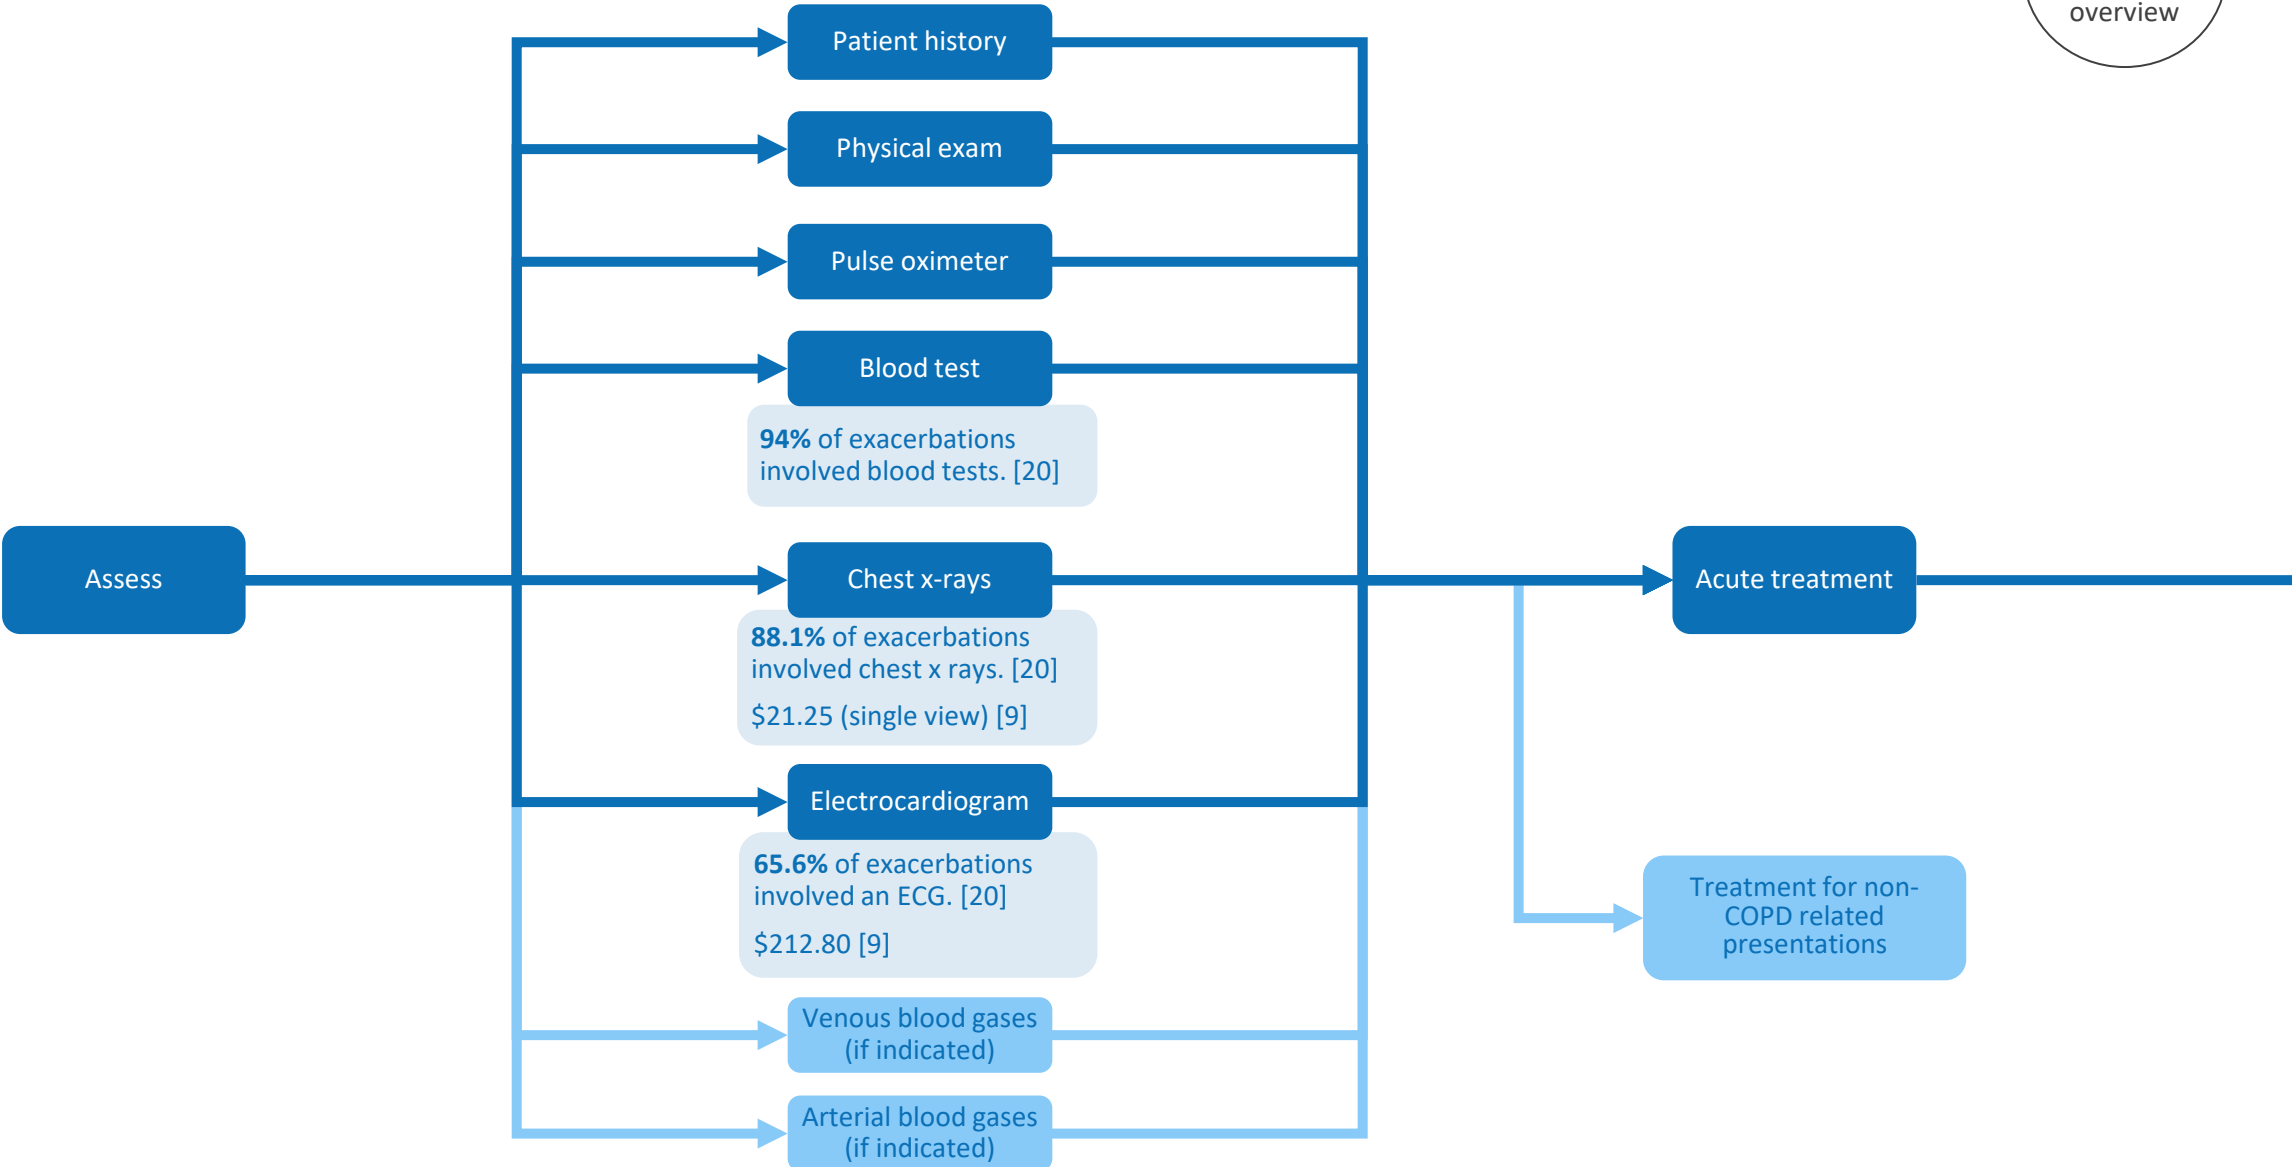 overview
Patient history
Physical exam
Pulse oximeter
Blood test
94% of exacerbations
involved blood tests. [20]
Assess
Chest x-rays
88.1% of exacerbations
involved chest x rays. [20]
$21.25 (single view) [9]
Electrocardiogram
65.6% of exacerbations
involved an ECG. [20]
$212.80 [9]
Venous blood gases
(if indicated)
Arterial blood gases
(if indicated)
Acute treatment
Treatment for non-
COPD related
presentations